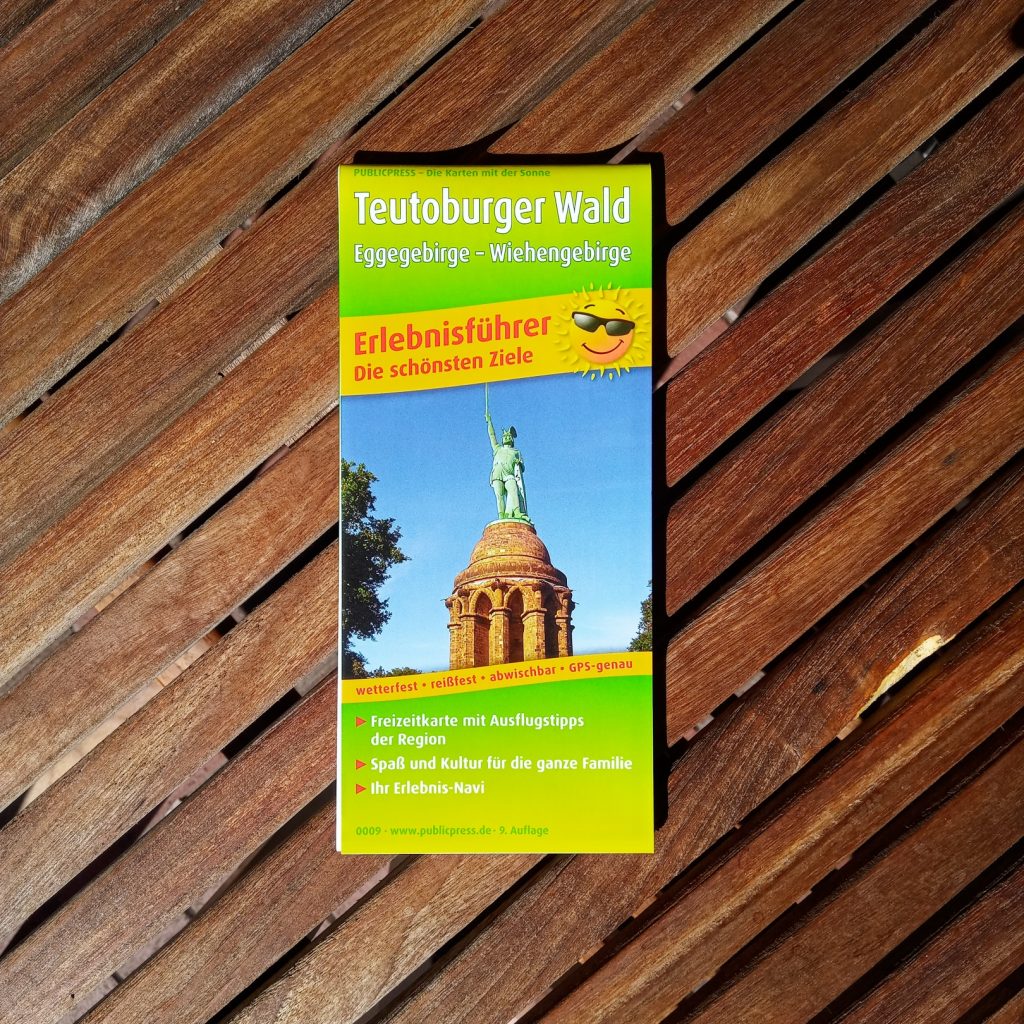 PUBLICPRESS – Die Karten mit der Sonne
Teutoburger Wald
Eggegebirge – Wiehengebirge
Erlebnisführer
Die schönsten Ziele
wetterfest • reißfest • abwischbar • GPS-genau
Freizeitkarte mit Ausflugstipps
der Region
Spaß und Kultur für die ganze Familie
Ihr Erlebnis-Navi
0009 · www.publicpress.de · 9. Auflage